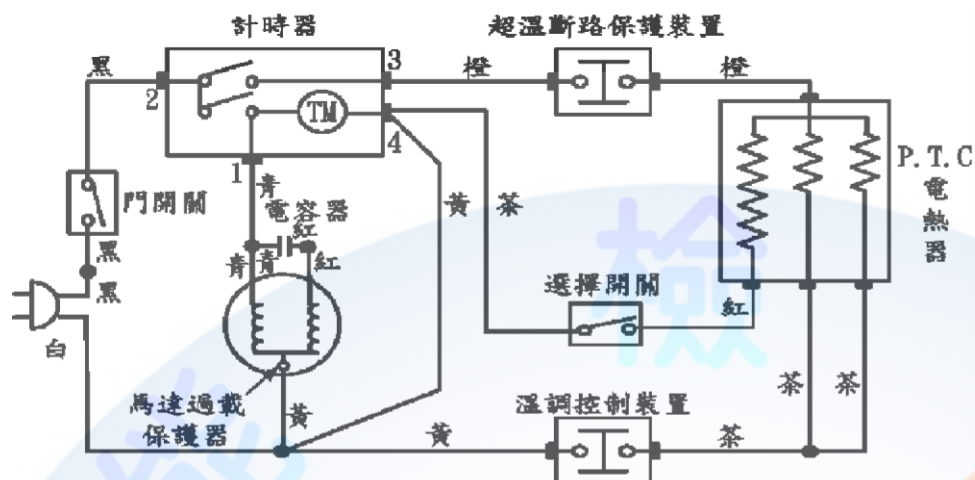 計時器
超溫斷路保護裝置
黑
3
橙
橙
2
TM
4
P.T.C
電熱器
1
青
黃
茶
門開關
電容器
紅
黑
青
青
紅
黑
選擇開關
紅
白
馬達過載
保護器
黃
溫調控制裝置
茶
茶
黃
茶
檢